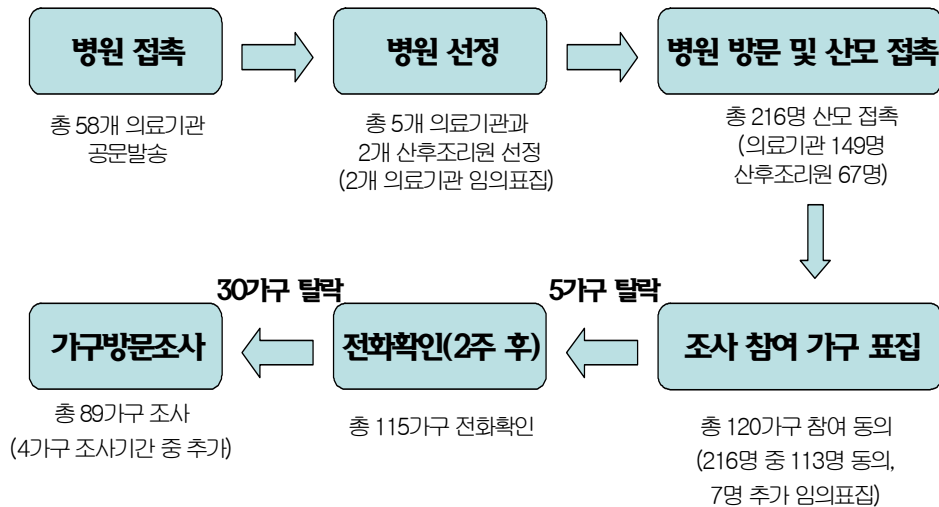 병원 접촉
총 58개 의료기관
공문발송
병원 선정
총 5개 의료기관과
2개 산후조리원 선정
(2개 의료기관 임의표집)
병원 방문 및 산모 접촉
총 216명 산모 접촉
(의료기관 149명
산후조리원 67명)
조사 참여 가구 표집
총 120가구 참여 동의
(216명 중 113명 동의,
7명 추가 임의표집)
5가구 탈락
전화확인(2주 후)
총 115가구 전화확인
30가구 탈락
가구방문조사
총 89가구 조사
(4가구 조사기간 중 추가)